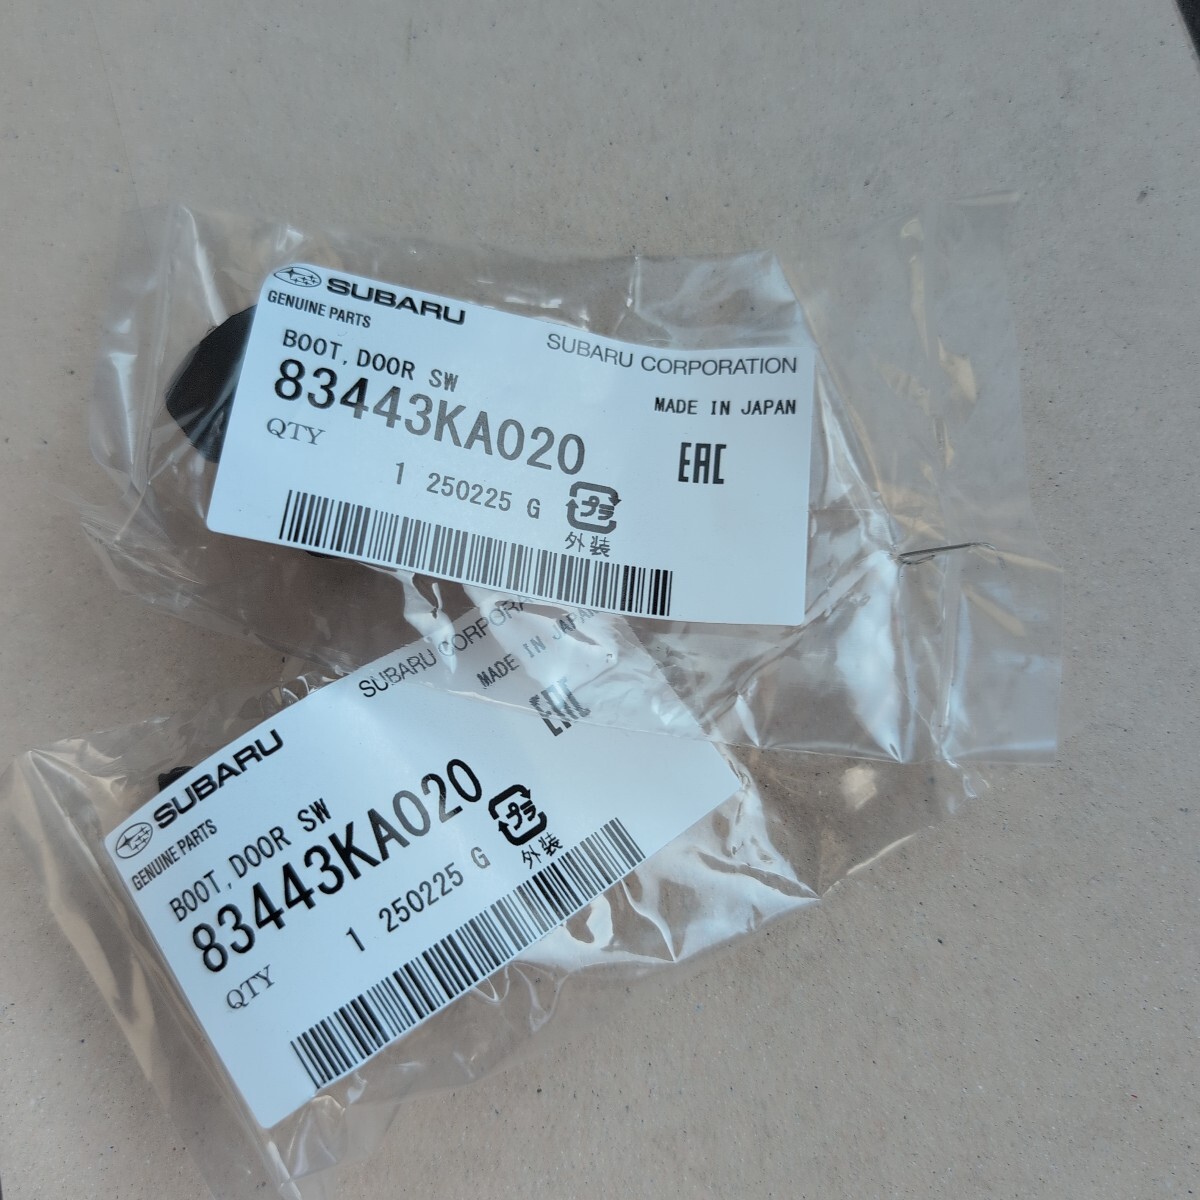 SUBARU
GENUINE PARTS
SUBARU CORPORATION
BOOT, DOOR SW
83443KA020
MADE IN JAPAN
QTY
EAC
1 250225 G
プラ
外装
SUBARU CORPORA
MADE IN JAPAN
EAC
SUBARU
GENUINE PARTS
BOOT, DOOR SW
83443KA020
プラ
外装
QTY
1 250225 G